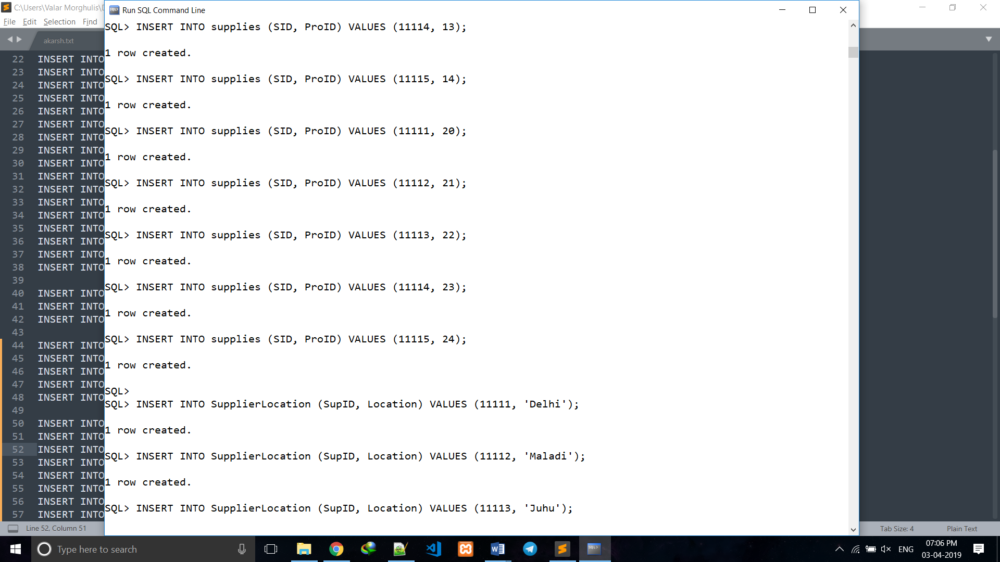 C:\Users\Valar Morghulis\D
File Edit Selection Find
akarsh.txt
22 INSERT INTO
23 INSERT INTO
24 INSERT INTO
25 INSERT INTO
26 INSERT INTO
27 INSERT INTO
28 INSERT INTO
29 INSERT INTO
30 INSERT INTO
31 INSERT INTO
32 INSERT INTO
33 INSERT INTO
34 INSERT INTO
35 INSERT INTO
36 INSERT INTO
37 INSERT INTO
38 INSERT INTO
39
40 INSERT INTO
41 INSERT INTO
42 INSERT INTO
43
44 INSERT INTO
45 INSERT INTO
46 INSERT INTO
47 INSERT INTO
48 INSERT INTO
49
50 INSERT INTO
51 INSERT INTO
52 INSERT INTO
53 INSERT INTO
54 INSERT INTO
55 INSERT INTO
56 INSERT INTO
57 INSERT INTO
Line 52, Column 51
Tab Size: 4
Plain Text
Run SQL Command Line
SQL> INSERT INTO supplies (SID, ProID) VALUES (11114, 13);
1 row created.
SQL> INSERT INTO supplies (SID, ProID) VALUES (11115, 14);
1 row created.
SQL> INSERT INTO supplies (SID, ProID) VALUES (11111, 20);
1 row created.
SQL> INSERT INTO supplies (SID, ProID) VALUES (11112, 21);
1 row created.
SQL> INSERT INTO supplies (SID, ProID) VALUES (11113, 22);
1 row created.
SQL> INSERT INTO supplies (SID, ProID) VALUES (11114, 23);
1 row created.
SQL> INSERT INTO supplies (SID, ProID) VALUES (11115, 24);
1 row created.
SQL>
SQL> INSERT INTO SupplierLocation (SupID, Location) VALUES (11111, 'Delhi');
1 row created.
SQL> INSERT INTO SupplierLocation (SupID, Location) VALUES (11112, 'Maladi');
1 row created.
SQL> INSERT INTO SupplierLocation (SupID, Location) VALUES (11113, 'Juhu');
Type here to search
ENG
07:06 PM
03-04-2019